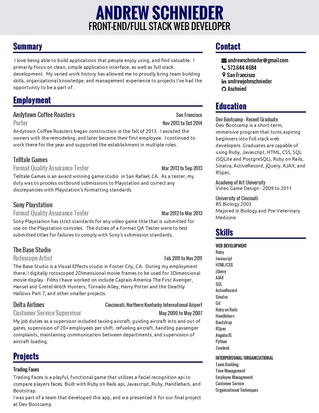 ANDREW SCHNIEDER
FRONT-END/FULL STACK WEB DEVELOPER
Summary
I love being able to build applications that people enjoy using, and find valuable. I
primarily focus on clean, simple application interface, as well as full stack
development. My varied work history has allowed me to proudly bring team building
skills, organizational knowledge, and management experience to projects I've had the
opportunity to be a part of.
Employment
Andytown Coffee Roasters San Francisco
Porter Nov 2013 to Oct 2014
Andytown Coffee Roasters began construction in the fall of 2013. I assisted the
owners with the remodeling, and later became their first employee. I continued to
work there for the year and supported the establishment in multiple roles.
Telltale Games
Formal Quality Assurance Tester Mar 2013 to Sep 2013
Telltale Games is an award winning game studio in San Rafael, CA. As a tester, my
duty was to process outbound submissions to Playstation and correct any
discrepancies with Playstation's formatting standards.
Sony Playstation
Formal Quality Assurance Tester Mar 2012 to Mar 2013
Sony Playstation has strict standards for any video game title that is submitted for
use on the Playstation consoles. The duties of a Format QA Tester were to test
submitted titles for failures to comply with Sony's submission standards.
The Base Studio
Rotoscope Artist Feb 2011 to Nov 2011
The Base Studio is a Visual Effects studio in Foster City, CA. During my employment
there, I digitally rotoscoped 2Dimensional movie frames to be used for 3Dimensional
movie display. Films I have worked on include Captain America The First Avenger,
Hansel and Gretel Witch Hunters, Tornado Alley, Harry Potter and the Deathly
Hallows Part 7, and other smaller projects.
Delta Airlines Cincinnati, Northern Kentucky International Airport
Customer Service Supervisor May 2000 to May 2007
My job duties as a supervisor included taxiing aircraft, guiding aircraft into and out of
gates, supervision of 20+ employees per shift, refueling aircraft, handling passenger
complaints, maintaining communication between departments, and supervision of
aircraft loading.
Projects
Trading Faces
Trading Faces is a playful, functional game that utilizes a facial recognition api to
compare players faces. Built with Ruby on Rails api, Javascript, Ruby, Handlebars, and
Bootstrap.
I was part of a team that developed this app, and we presented it for our final project
at Dev Bootcamp.
Contact
andrewschnieder@gmail.com
573.644.4684
San Francisco
andrewjohnschnieder
Aschnied
Education
Dev Bootcamp - Recent Graduate
Dev Bootcamp is a short-term,
immersive program that turns aspiring
beginners into full stack web
developers. Graduates are capable of
using Ruby, Javascript, HTML, CSS, SQL
(SQLite and PostgreSQL), Ruby on Rails,
Sinatra, ActiveRecord, jQuery, AJAX, and
RSpec.
Academy of Art University
Video Game Design - 2009 to 2011
University of Cincinnati
BS Biology 2003
Majored in Biology and Pre-Veterinary
Medicine
Skills
WEB DEVELOPMENT
Ruby
Javascript
HTML/CSS
jQuery
AJAX
SQL
ActiveRecord
Sinatra
Git
Ruby on Rails
Handlebars
Bootstrap
RSpec
AngularJS
Python
Zendesk
INTERPERSONAL/ORGANIZATIONAL
Team Building
Time Management
Employee Management
Customer Service
Organizational Techniques